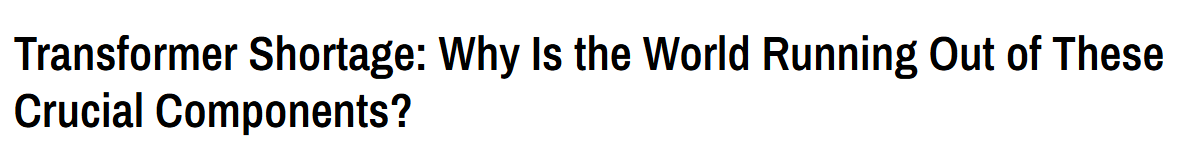 Transformer Shortage: Why Is the World Running Out of These
Crucial Components?